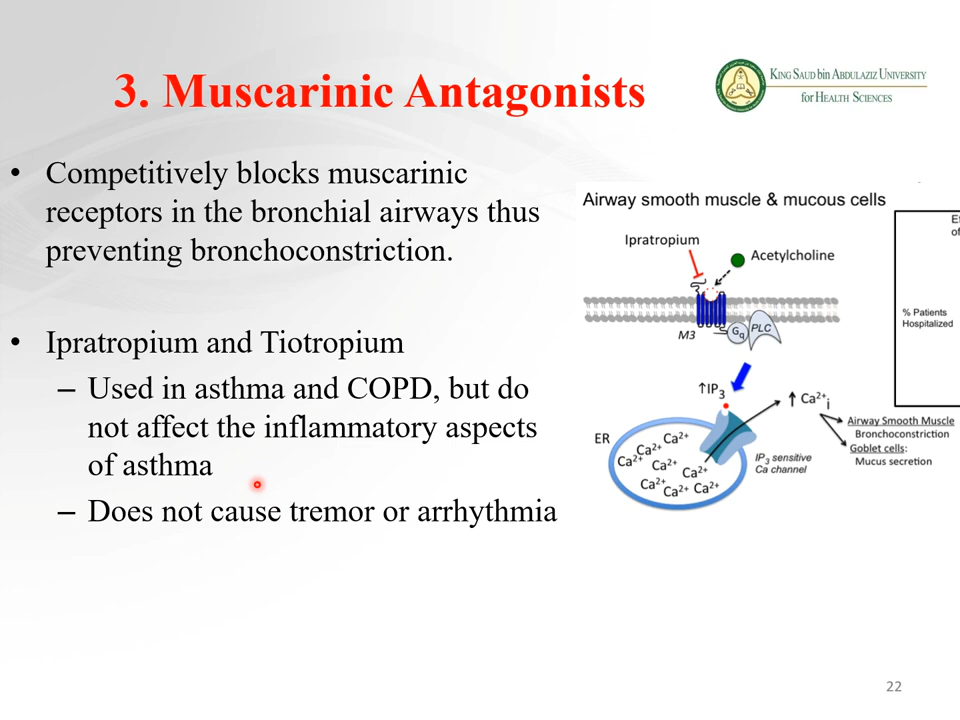 3. Muscarinic Antagonists
KING SAUD bin ABDULAZIZ UNIVERSITY
for HEALTH SCIENCES
• Competitively blocks muscarinic
receptors in the bronchial airways thus
preventing bronchoconstriction.
• Ipratropium and Tiotropium
– Used in asthma and COPD, but do
not affect the inflammatory aspects
of asthma
– Does not cause tremor or arrhythmia
Airway smooth muscle & mucous cells
Ipratropium
Acetylcholine
M3
Gq
PLC
↑IP3
↑ Ca2+i
Airway Smooth Muscle
Bronchoconstriction
Goblet cells:
Mucus secretion
ER
Ca2+
Ca2+
Ca2+
Ca2+
Ca2+
Ca2+
Ca2+
Ca2+
IP3 sensitive
Ca channel
% Patients
Hospitalized
22